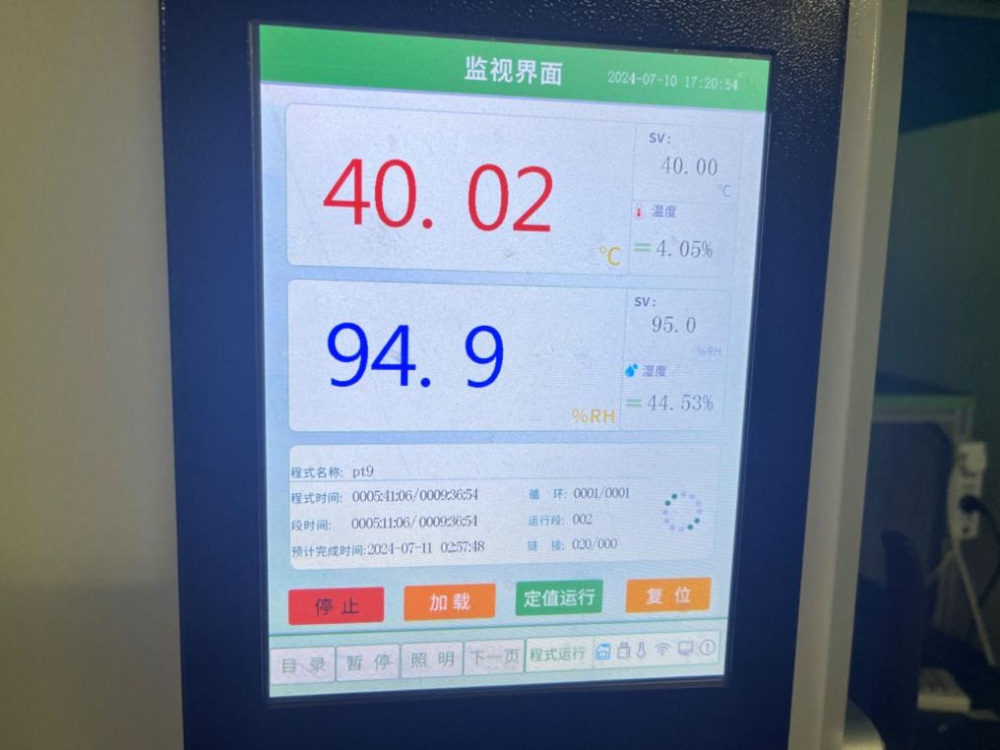 监视界面 2024-07-10 17:20:54
40.02 ℃
SV:
40.00
℃
温度
=4.05%
94.9 %RH
SV:
95.0
%RH
湿度
=44.53%
程式名称: pt9
程式时间: 0005:41:06/0009:36:54 循 环: 0001/0001
段时间: 0005:11:06/0009:36:54 运行段: 002
预计完成时间:2024-07-11 02:57:48 链 接: 020/000
停 止 加 载 定值运行 复 位
目 录 暂 停 照 明 下一页 程式运行